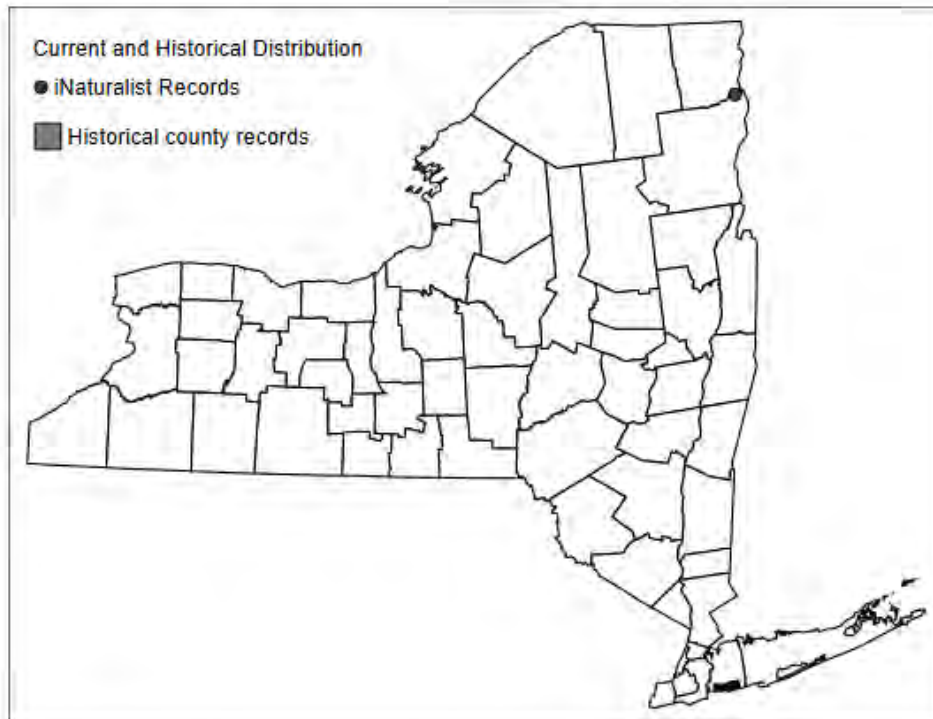 Current and Historical Distribution
iNaturalist Records
Historical county records